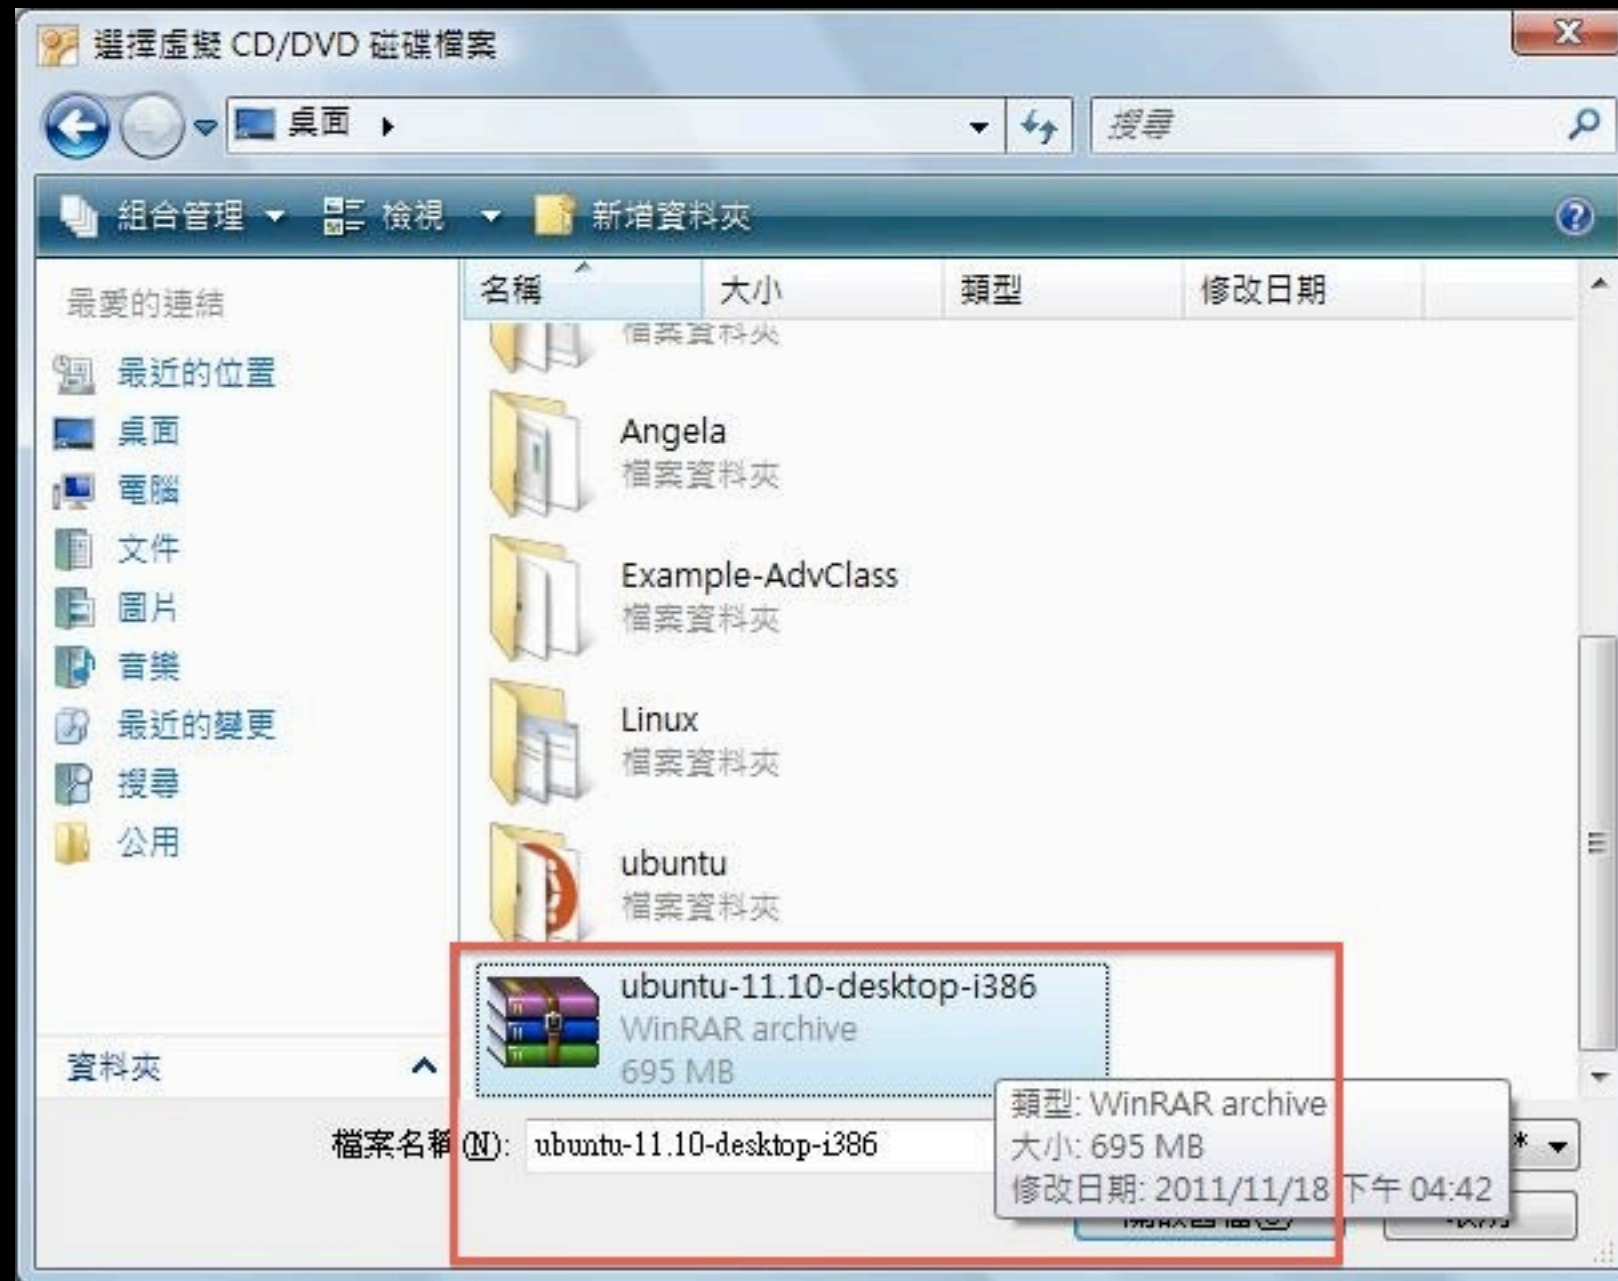 選擇虛擬 CD/DVD 磁碟檔案
桌面
搜尋
組合管理
檢視
新增資料夾
最愛的連結
最近的位置
桌面
電腦
文件
圖片
音樂
最近的變更
搜尋
公用
資料夾
名稱 大小 類型 修改日期
檔案資料夾
Angela
檔案資料夾
Example-AdvClass
檔案資料夾
Linux
檔案資料夾
ubuntu
檔案資料夾
ubuntu-11.10-desktop-i386
WinRAR archive
695 MB
類型: WinRAR archive
大小: 695 MB
修改日期: 2011/11/18 下午 04:42
檔案名稱(N): ubuntu-11.10-desktop-i386